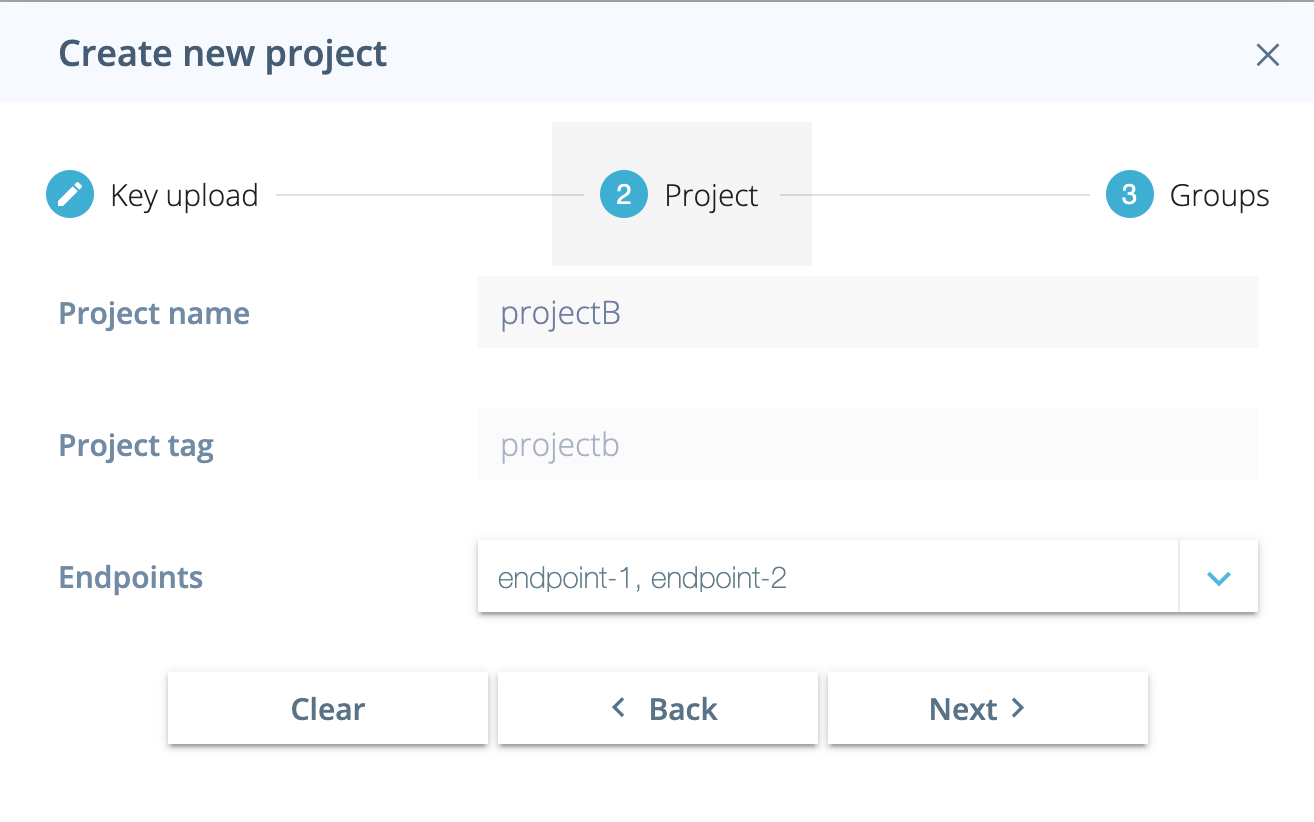 Create new project
Key upload 2 Project 3 Groups
Project name projectB
Project tag projectb
Endpoints endpoint-1, endpoint-2
Clear Back Next